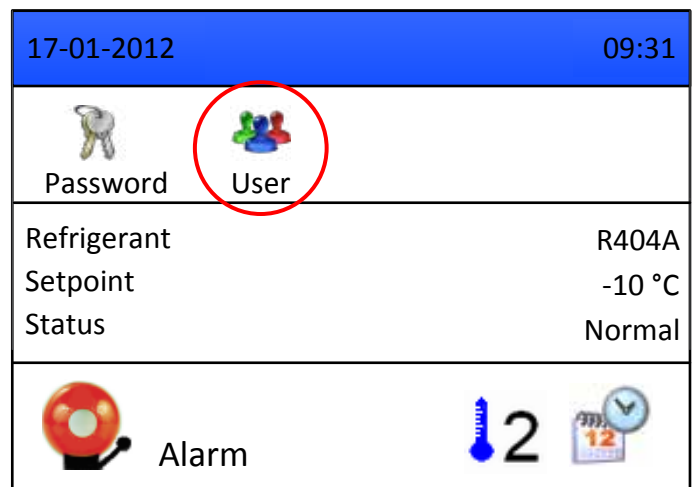 17-01-2012 09:31
Password User
Refrigerant R404A
Setpoint -10 °C
Status Normal
Alarm 2 12